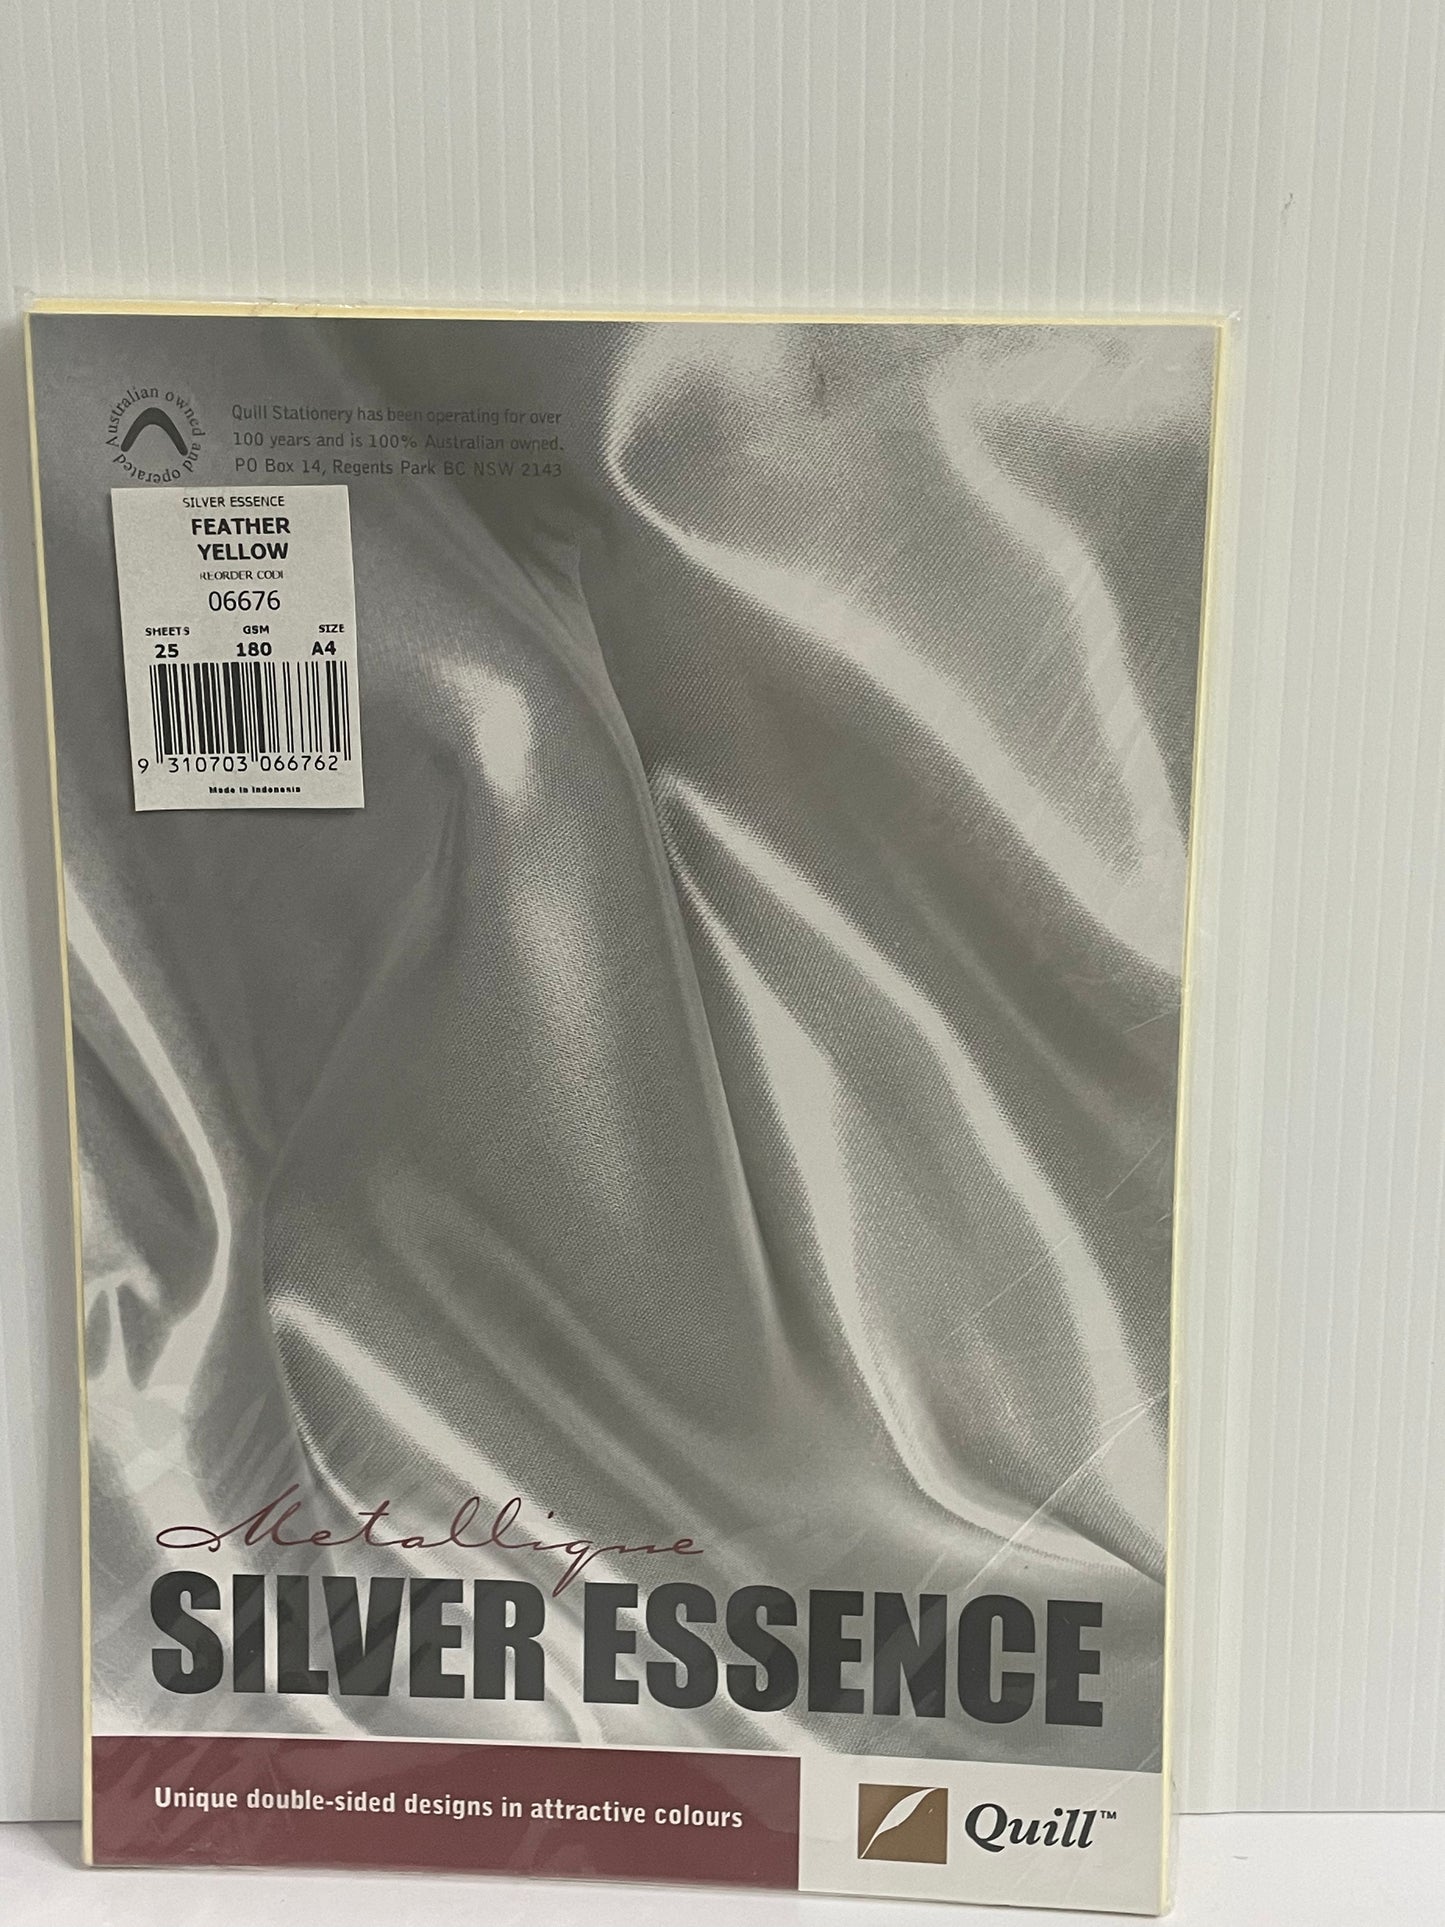 Australian owned and operated
Quill Stationery has been operating for over
100 years and is 100% Australian owned.
PO Box 14, Regents Park BC NSW 2143
SILVER ESSENCE
FEATHER
YELLOW
REORDER CODE
06676
SHEETS GSM SIZE
25 180 A4
9 310703 066762
Made in Indonesia
Metallique
SILVER ESSENCE
Unique double-sided designs in attractive colours
Quill™